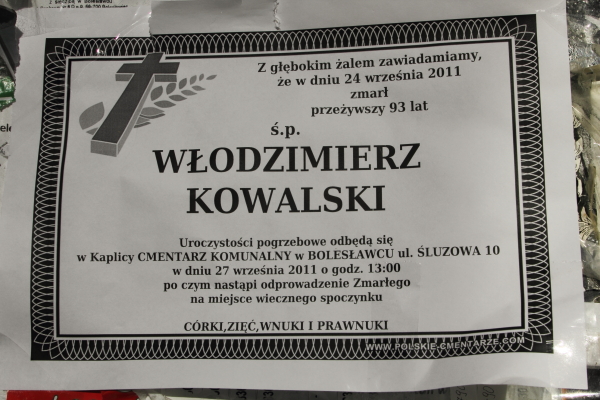 z siedzibą w Bolesławcu
Z głębokim żalem zawiadamiamy,
że w dniu 24 września 2011
zmarł
przeżywszy 93 lat
ś.p.
WŁODZIMIERZ
KOWALSKI
Uroczystości pogrzebowe odbędą się
w Kaplicy CMENTARZ KOMUNALNY w BOLESŁAWCU ul. ŚLUZOWA 10
w dniu 27 września 2011 o godz. 13:00
po czym nastąpi odprowadzenie Zmarłego
na miejsce wiecznego spoczynku
CÓRKI,ZIĘĆ,WNUKI I PRAWNUKI
WWW.POLSKIE-CMENTARZE.COM